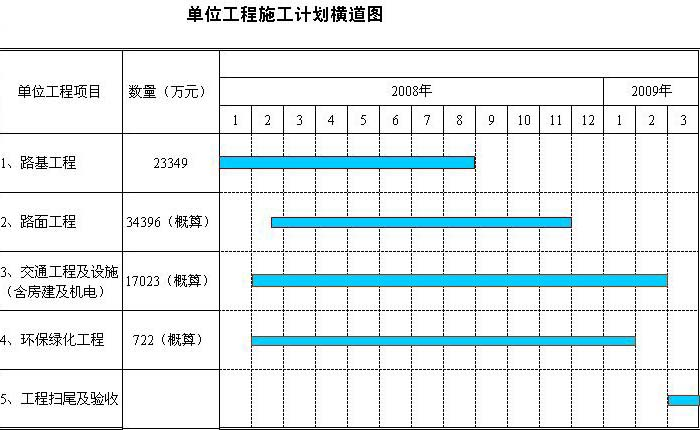 单位工程施工计划横道图
单位工程项目 数量（万元） 2008年 2009年
1 2 3 4 5 6 7 8 9 10 11 12 1 2 3
1、路基工程 23349
2、路面工程 34396（概算）
3、交通工程及设施
（含房建及机电） 17023（概算）
4、环保绿化工程 722（概算）
5、工程扫尾及验收